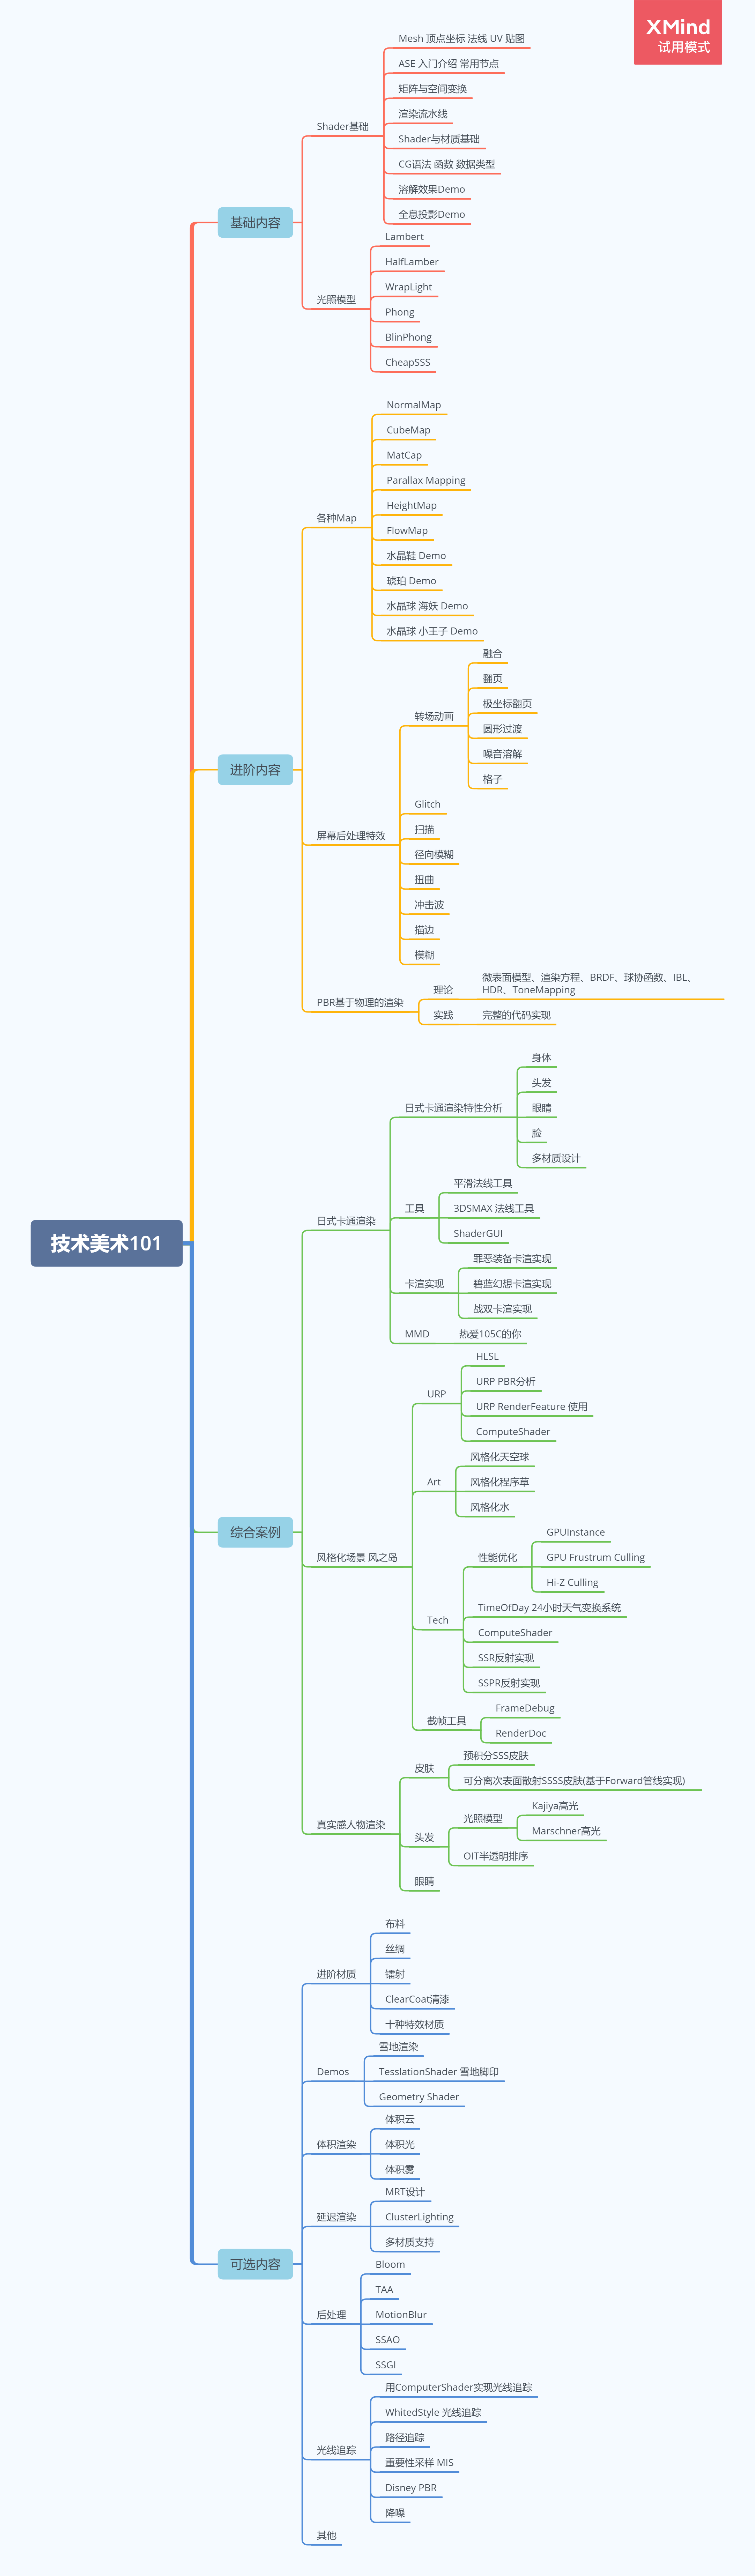 XMind
试用模式
技术美术101
基础内容
Shader基础
Mesh 顶点坐标 法线 UV 贴图
ASE 入门介绍 常用节点
矩阵与空间变换
渲染流水线
Shader与材质基础
CG语法 函数 数据类型
溶解效果Demo
全息投影Demo
光照模型
Lambert
HalfLamber
WrapLight
Phong
BlinPhong
CheapSSS
进阶内容
各种Map
NormalMap
CubeMap
MatCap
Parallax Mapping
HeightMap
FlowMap
水晶鞋 Demo
琥珀 Demo
水晶球 海妖 Demo
水晶球 小王子 Demo
屏幕后处理特效
转场动画
融合
翻页
极坐标翻页
圆形过渡
噪音溶解
格子
Glitch
扫描
径向模糊
扭曲
冲击波
描边
模糊
PBR基于物理的渲染
理论
微表面模型、渲染方程、BRDF、球协函数、IBL、
HDR、ToneMapping
实践
完整的代码实现
综合案例
日式卡通渲染
日式卡通渲染特性分析
身体
头发
眼睛
脸
多材质设计
工具
平滑法线工具
3DSMAX 法线工具
ShaderGUI
卡渲实现
罪恶装备卡渲实现
碧蓝幻想卡渲实现
战双卡渲实现
MMD
热爱105C的你
风格化场景 风之岛
URP
HLSL
URP PBR分析
URP RenderFeature 使用
ComputeShader
Art
风格化天空球
风格化程序草
风格化水
Tech
性能优化
GPUInstance
GPU Frustrum Culling
Hi-Z Culling
TimeOfDay 24小时天气变换系统
ComputeShader
SSR反射实现
SSPR反射实现
截帧工具
FrameDebug
RenderDoc
真实感人物渲染
皮肤
预积分SSS皮肤
可分离次表面散射SSSS皮肤(基于Forward管线实现)
头发
光照模型
Kajiya高光
Marschner高光
OIT半透明排序
眼睛
可选内容
进阶材质
布料
丝绸
镭射
ClearCoat清漆
十种特效材质
Demos
雪地渲染
TesslationShader 雪地脚印
Geometry Shader
体积渲染
体积云
体积光
体积雾
延迟渲染
MRT设计
ClusterLighting
多材质支持
后处理
Bloom
TAA
MotionBlur
SSAO
SSGI
光线追踪
用ComputerShader实现光线追踪
WhitedStyle 光线追踪
路径追踪
重要性采样 MIS
Disney PBR
降噪
其他